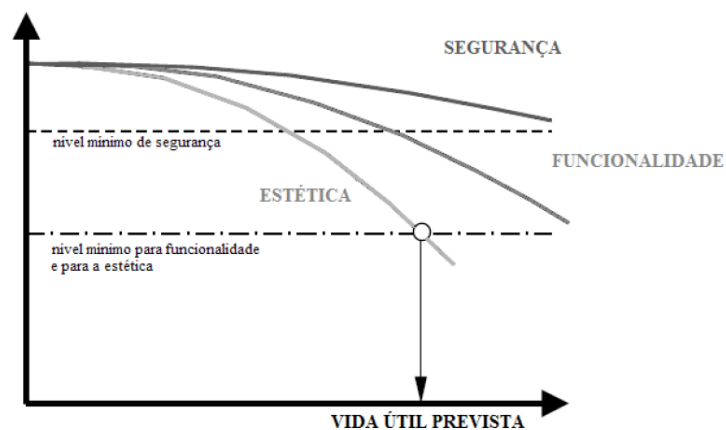 SEGURANÇA
nível mínimo de segurança
FUNCIONALIDADE
ESTÉTICA
nível mínimo para funcionalidade
e para a estética
VIDA ÚTIL PREVISTA